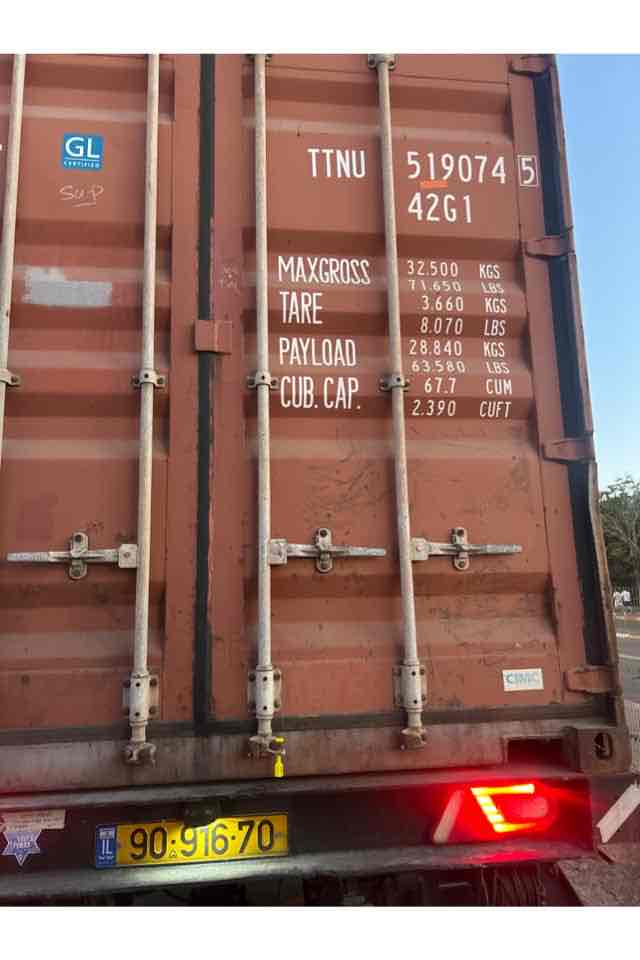 GL
CERTIFIED
SUP
TTNU 519074 5
42G1
MAXGROSS 32.500 KGS
71.650 LBS
TARE 3.660 KGS
8.070 LBS
PAYLOAD 28.840 KGS
63.580 LBS
CUB. CAP. 67.7 CUM
2.390 CUFT
CIMC
IL
90-916-70